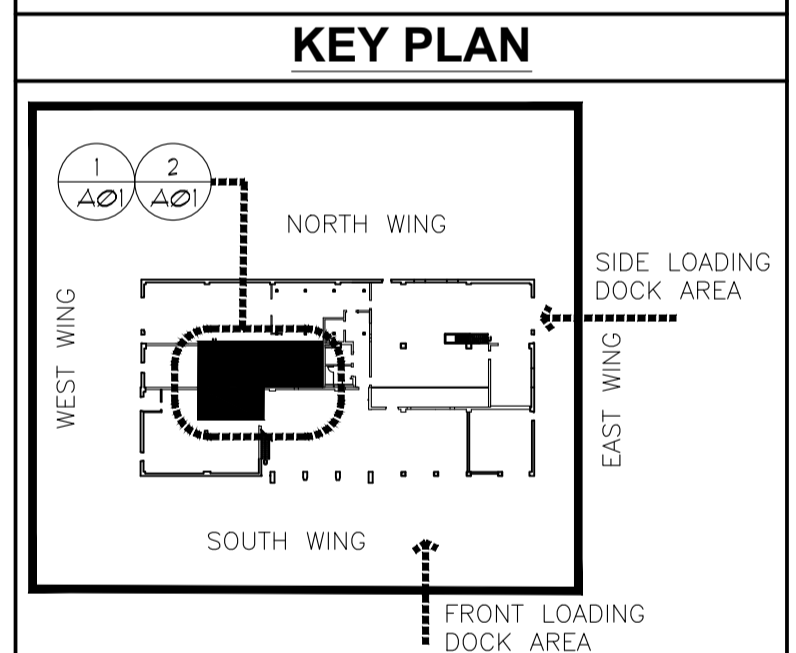 KEY PLAN
1
2
AØ1
AØ1
NORTH WING
SIDE LOADING
DOCK AREA
WEST WING
EAST WING
SOUTH WING
FRONT LOADING
DOCK AREA